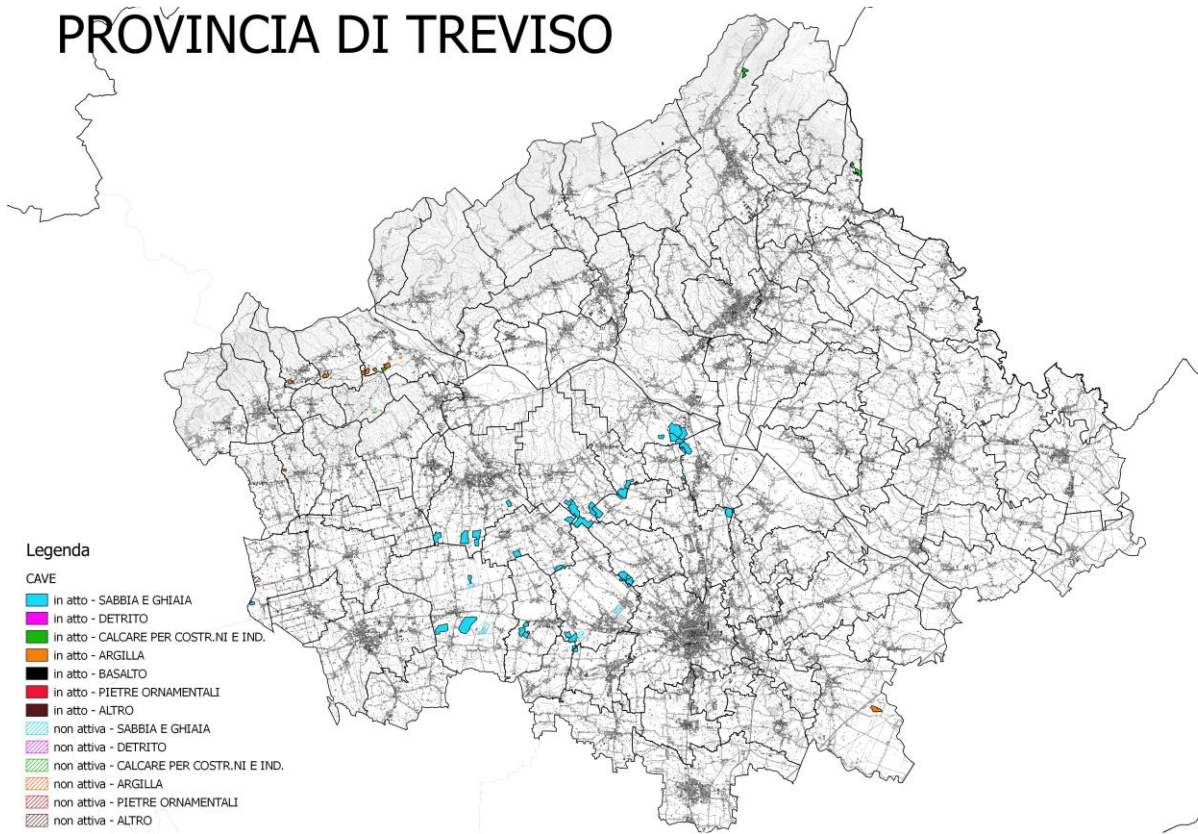 PROVINCIA DI TREVISO
Legenda
CAVE
in atto - SABBIA E GHIAIA
in atto - DETRITO
in atto - CALCARE PER COSTR.NI E IND.
in atto - ARGILLA
in atto - BASALTO
in atto - PIETRE ORNAMENTALI
in atto - ALTRO
non attiva - SABBIA E GHIAIA
non attiva - DETRITO
non attiva - CALCARE PER COSTR.NI E IND.
non attiva - ARGILLA
non attiva - PIETRE ORNAMENTALI
non attiva - ALTRO